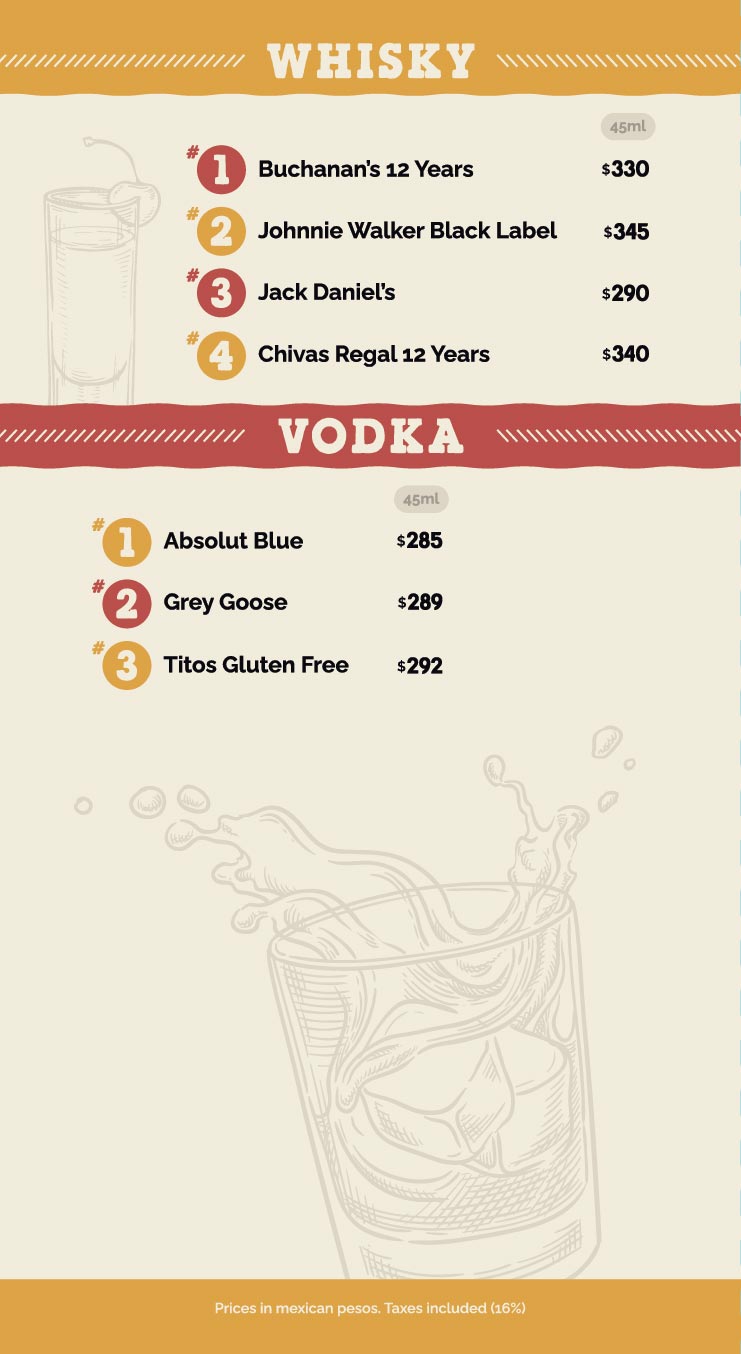 WHISKY
45ml
#1 Buchanan's 12 Years $330
#2 Johnnie Walker Black Label $345
#3 Jack Daniel's $290
#4 Chivas Regal 12 Years $340
VODKA
45ml
#1 Absolut Blue $285
#2 Grey Goose $289
#3 Titos Gluten Free $292
Prices in mexican pesos. Taxes included (16%)